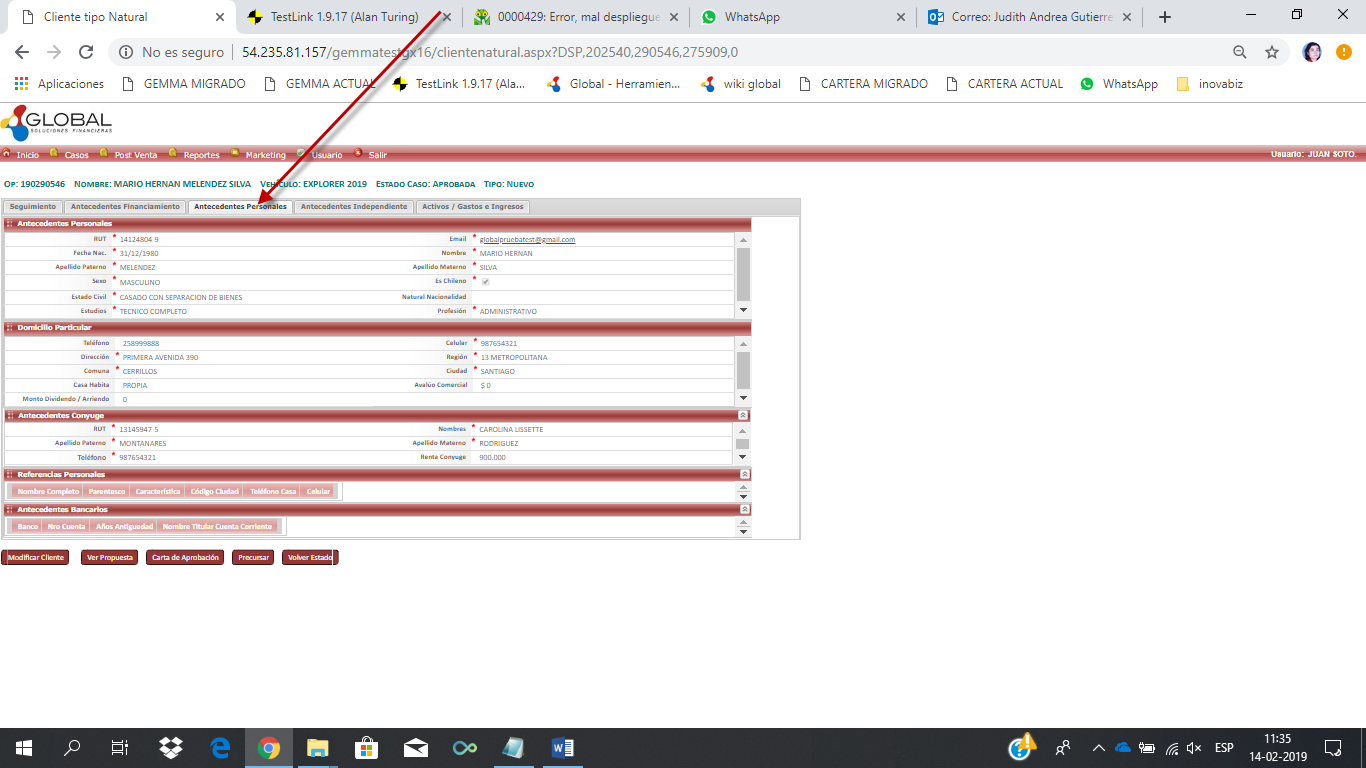 Cliente tipo Natural
TestLink 1.9.17 (Alan Turing)
0000429: Error, mal despliegue
WhatsApp
Correo: Judith Andrea Gutierre
No es seguro | 54.235.81.157/gemmatestgx16/clientenatural.aspx?DSP,202540,290546,275909,0
Aplicaciones GEMMA MIGRADO GEMMA ACTUAL TestLink 1.9.17 (Ala... Global - Herramien... wiki global CARTERA MIGRADO CARTERA ACTUAL WhatsApp inovabiz
GLOBAL
SOLUCIONES FINANCIERAS
Inicio Casos Post Venta Reportes Marketing Usuario Salir Usuario: JUAN SOTO.
Op: 190290546 Nombre: MARIO HERNAN MELENDEZ SILVA Vehículo: EXPLORER 2019 Estado Caso: Aprobada Tipo: Nuevo
Seguimiento Antecedentes Financiamiento Antecedentes Personales Antecedentes Independiente Activos / Gastos e Ingresos
Antecedentes Personales
RUT * 14124804-9 Email * globalpruebatest@gmail.com
Fecha Nac. * 31/12/1980 Nombre * MARIO HERNAN
Apellido Paterno * MELENDEZ Apellido Materno * SILVA
Sexo * MASCULINO Es Chileno *
Estado Civil * CASADO CON SEPARACION DE BIENES Natural Nacionalidad
Estudios * TECNICO COMPLETO Profesión * ADMINISTRATIVO
Domicilio Particular
Teléfono 258999888 Celular * 987654321
Dirección * PRIMERA AVENIDA 390 Región * 13 METROPOLITANA
Comuna * CERRILLOS Ciudad * SANTIAGO
Casa Habita PROPIA Avalúo Comercial $ 0
Monto Dividendo / Arriendo 0
Antecedentes Conyuge
RUT * 13145947-5 Nombres * CAROLINA LISSETTE
Apellido Paterno * MONTANARES Apellido Materno * RODRIGUEZ
Teléfono * 987654321 Renta Conyuge 900.000
Referencias Personales
Nombre Completo Parentesco Característica Código Ciudad Teléfono Casa Celular
Antecedentes Bancarios
Banco Nro Cuenta Años Antiguedad Nombre Titular Cuenta Corriente
Modificar Cliente Ver Propuesta Carta de Aprobación Precursar Volver Estado
ESP 11:35
14-02-2019